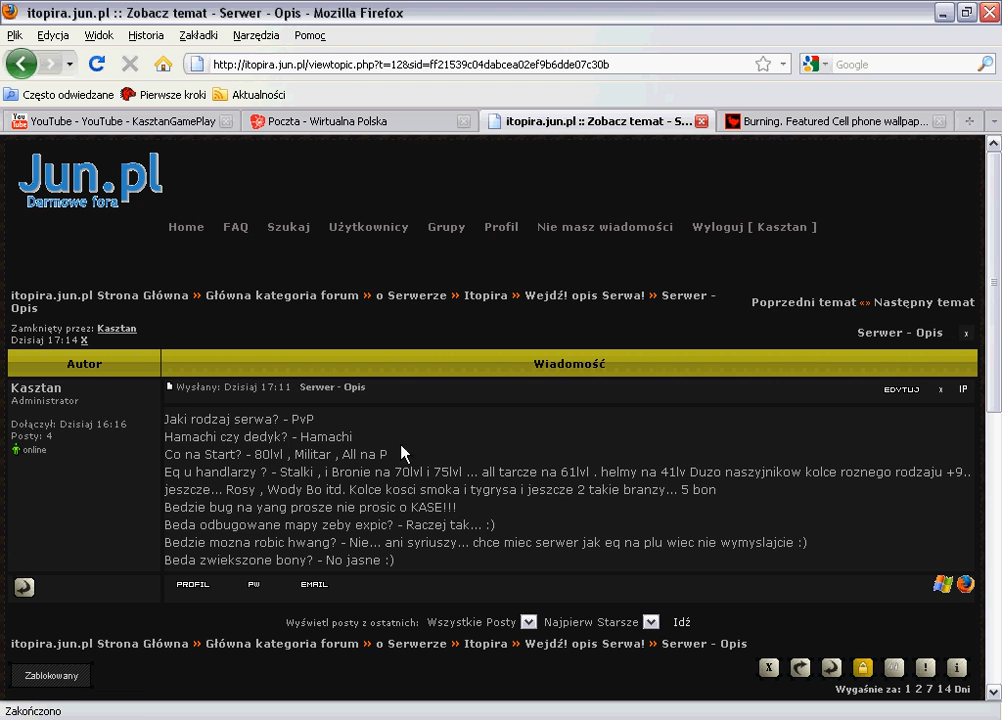 itopira.jun.pl :: Zobacz temat - Serwer - Opis - Mozilla Firefox
Plik Edycja Widok Historia Zakładki Narzędzia Pomoc
http://itopira.jun.pl/viewtopic.php?t=12&sid=ff21539c04dabcea02ef9b6dde07c30b
Google
Często odwiedzane Pierwsze kroki Aktualności
YouTube - YouTube - KasztanGamePlay
Poczta - Wirtualna Polska
itopira.jun.pl :: Zobacz temat - S...
Burning, Featured Cell phone wallpap...
Jun.pl
Darmowe fora
Home FAQ Szukaj Użytkownicy Grupy Profil Nie masz wiadomości Wyloguj [ Kasztan ]
itopira.jun.pl Strona Główna » Główna kategoria forum » o Serwerze » Itopira » Wejdź! opis Serwa! » Serwer -
Opis
Poprzedni temat «» Następny temat
Zamknięty przez: Kasztan
Dzisiaj 17:14 X
Serwer - Opis x
Autor Wiadomość
Kasztan
Administrator
Dołączył: Dzisiaj 16:16
Posty: 4
online
Wysłany: Dzisiaj 17:11 Serwer - Opis
EDYTUJ x IP
Jaki rodzaj serwa? - PvP
Hamachi czy dedyk? - Hamachi
Co na Start? - 80lvl , Militar , All na P
Eq u handlarzy ? - Stalki , i Bronie na 70lvl i 75lvl ... all tarcze na 61lvl . helmy na 41lv Duzo naszyjnikow kolce roznego rodzaju +9..
jeszcze... Rosy , Wody Bo itd. Kolce kosci smoka i tygrysa i jeszcze 2 takie branzy... 5 bon
Bedzie bug na yang prosze nie prosic o KASE!!!
Beda odbugowane mapy zeby expic? - Raczej tak... :)
Bedzie mozna robic hwang? - Nie... ani syriuszy... chce miec serwer jak eq na plu wiec nie wymyslajcie :)
Beda zwiekszone bony? - No jasne :)
PROFIL PW EMAIL
Wyświetl posty z ostatnich: Wszystkie Posty Najpierw Starsze Idź
itopira.jun.pl Strona Główna » Główna kategoria forum » o Serwerze » Itopira » Wejdź! opis Serwa! » Serwer - Opis
Zablokowany
X ! i
Wygaśnie za: 1 2 7 14 Dni
Zakończono